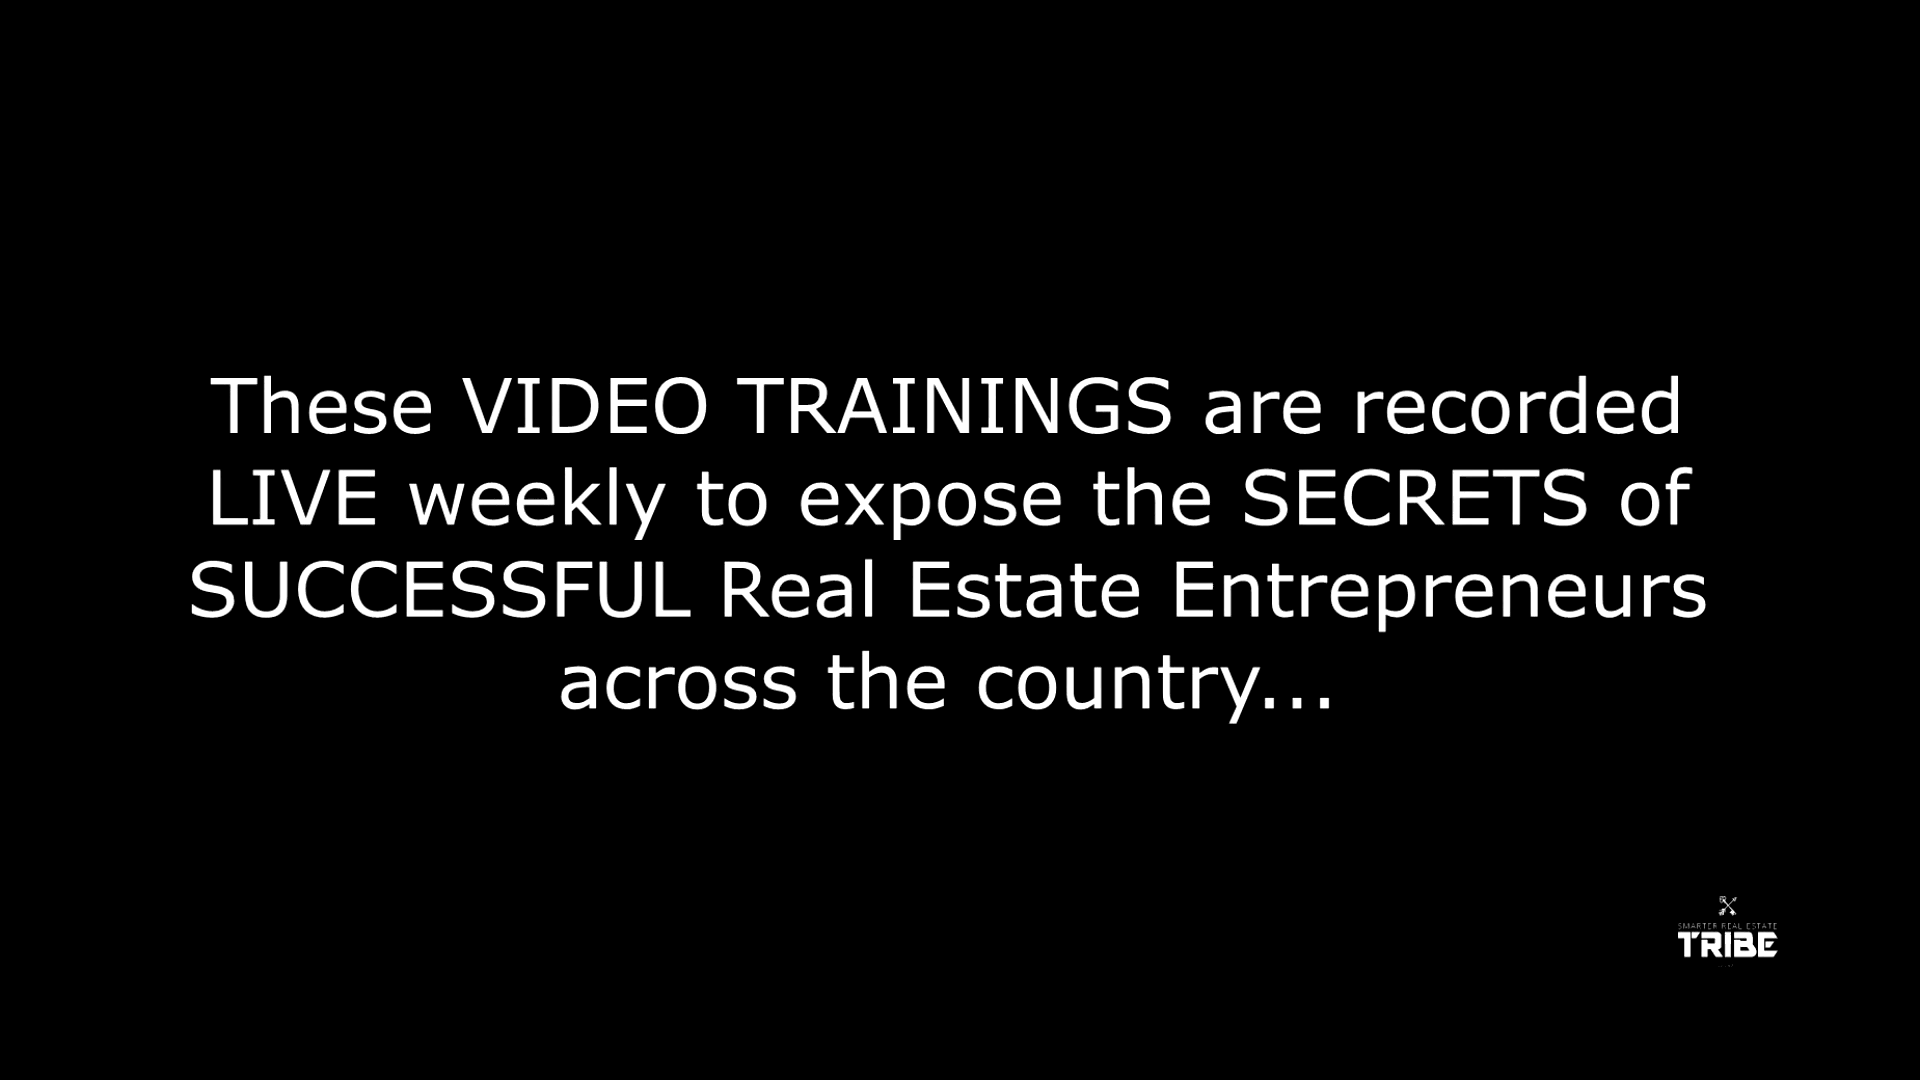 These VIDEO TRAININGS are recorded
LIVE weekly to expose the SECRETS of
SUCCESSFUL Real Estate Entrepreneurs
across the country...
SMARTER REAL ESTATE
TRIBE